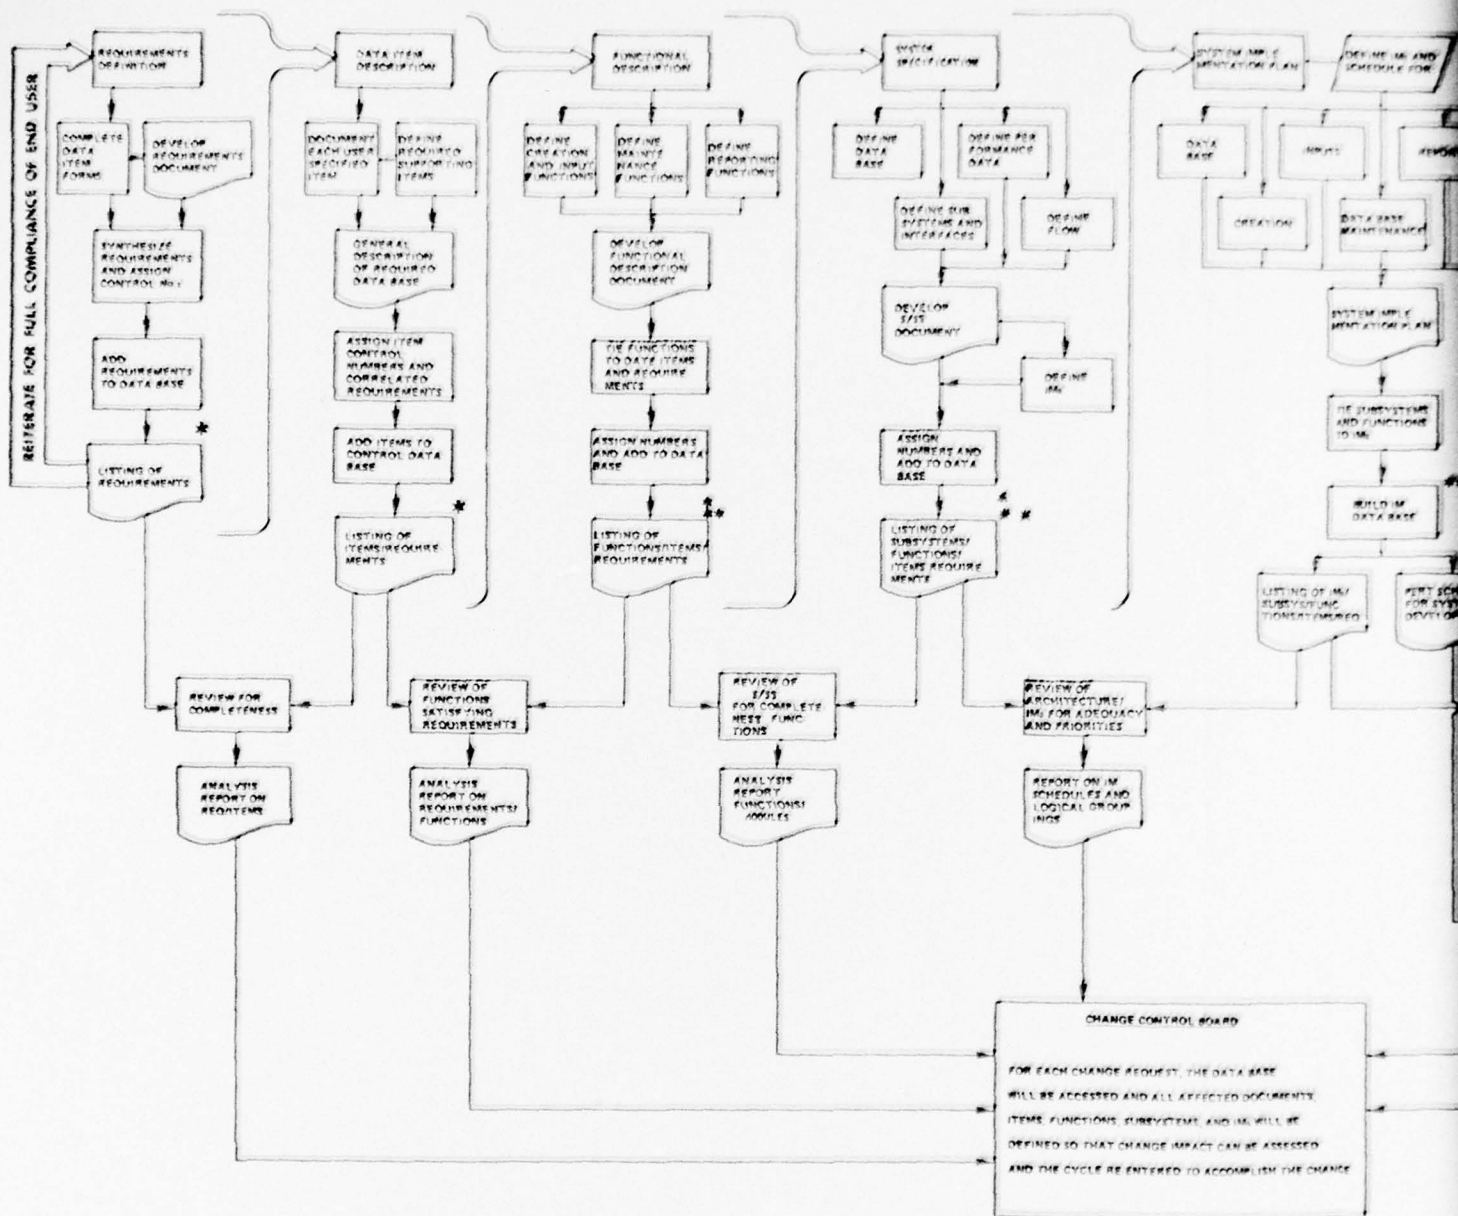 REITERATE FOR FULL COMPLIANCE OF END USER
REQUIREMENTS
DEFINITION
COMPLETE
DATA
ITEM
FORMS
DEVELOP
REQUIREMENTS
DOCUMENT
SYNTHESIZE
REQUIREMENTS
AND ASSIGN
CONTROL NO.s
ADD
REQUIREMENTS
TO DATA BASE
*
LISTING OF
REQUIREMENTS
DATA ITEM
DESCRIPTION
DOCUMENT
EACH USER
SPECIFIED
ITEM
DEFINE
REQUIRED
SUPPORTING
ITEMS
GENERAL
DESCRIPTION
OF REQUIRED
DATA BASE
ASSIGN ITEM
CONTROL
NUMBERS AND
CORRELATED
REQUIREMENTS
ADD ITEMS TO
CONTROL DATA
BASE
*
LISTING OF
ITEMS/REQUIRE
MENTS
FUNCTIONAL
DESCRIPTION
DEFINE
CREATION
AND INPUT
FUNCTIONS
DEFINE
MAINTE
NANCE
FUNCTIONS
DEFINE
REPORTING
FUNCTIONS
DEVELOP
FUNCTIONAL
DESCRIPTION
DOCUMENT
TIE FUNCTIONS
TO DATE ITEMS
AND REQUIRE
MENTS
ASSIGN NUMBERS
AND ADD TO DATA
BASE
*
**
LISTING OF
FUNCTIONS/ITEMS/
REQUIREMENTS
SYSTEM
SPECIFICATION
DEFINE
DATA
BASE
DEFINE PER
FORMANCE
DATA
DEFINE SUB
SYSTEMS AND
INTERFACES
DEFINE
FLOW
DEVELOP
S/SS
DOCUMENT
DEFINE
IMs
ASSIGN
NUMBERS AND
ADD TO DATA
BASE
*
* *
LISTING OF
SUBSYSTEMS/
FUNCTIONS/
ITEMS REQUIRE
MENTS
SYSTEM IMPLE
MENTATION PLAN
DEFINE IMs AND
SCHEDULE FOR
DATA
BASE
INPUTS
CREATION
DATA BASE
MAINTENANCE
SYSTEM IMPLE
MENTATION PLAN
TIE SUBSYSTEMS
AND FUNCTIONS
TO IMs
BUILD IM
DATA BASE
LISTING OF IMs/
SUBSYS/FUNC
TIONS/ITEMS/REQ
PERT
FOR
REVIEW FOR
COMPLETENESS
ANALYSIS
REPORT ON
REQ/ITEMS
REVIEW OF
FUNCTIONS
SATISFYING
REQUIREMENTS
ANALYSIS
REPORT ON
REQUIREMENTS/
FUNCTIONS
REVIEW OF
S/SS
FOR COMPLETE
NESS FUNC
TIONS
ANALYSIS
REPORT
FUNCTIONS/
MODULES
REVIEW OF
ARCHITECTURE/
IMs FOR ADEQUACY
AND PRIORITIES
REPORT ON IM
SCHEDULES AND
LOGICAL GROUP
INGS
CHANGE CONTROL BOARD
FOR EACH CHANGE REQUEST, THE DATA BASE
WILL BE ACCESSED AND ALL AFFECTED DOCUMENTS,
ITEMS, FUNCTIONS, SUBSYSTEMS, AND IMs WILL BE
DEFINED SO THAT CHANGE IMPACT CAN BE ASSESSED
AND THE CYCLE RE ENTERED TO ACCOMPLISH THE CHANGE